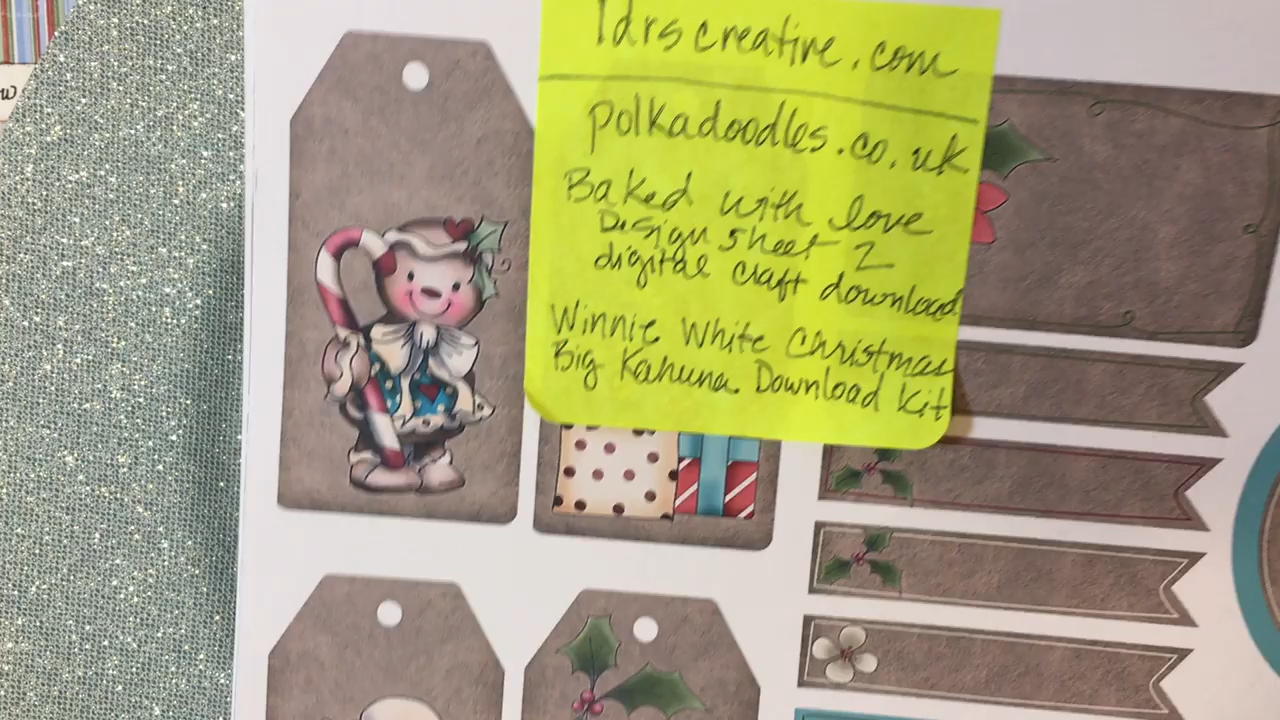 w
ldrscreative.com
polkadoodles.co.uk
Baked with love
Design sheet 2
digital craft download
Winnie White Christmas
Big Kahuna Download Kit